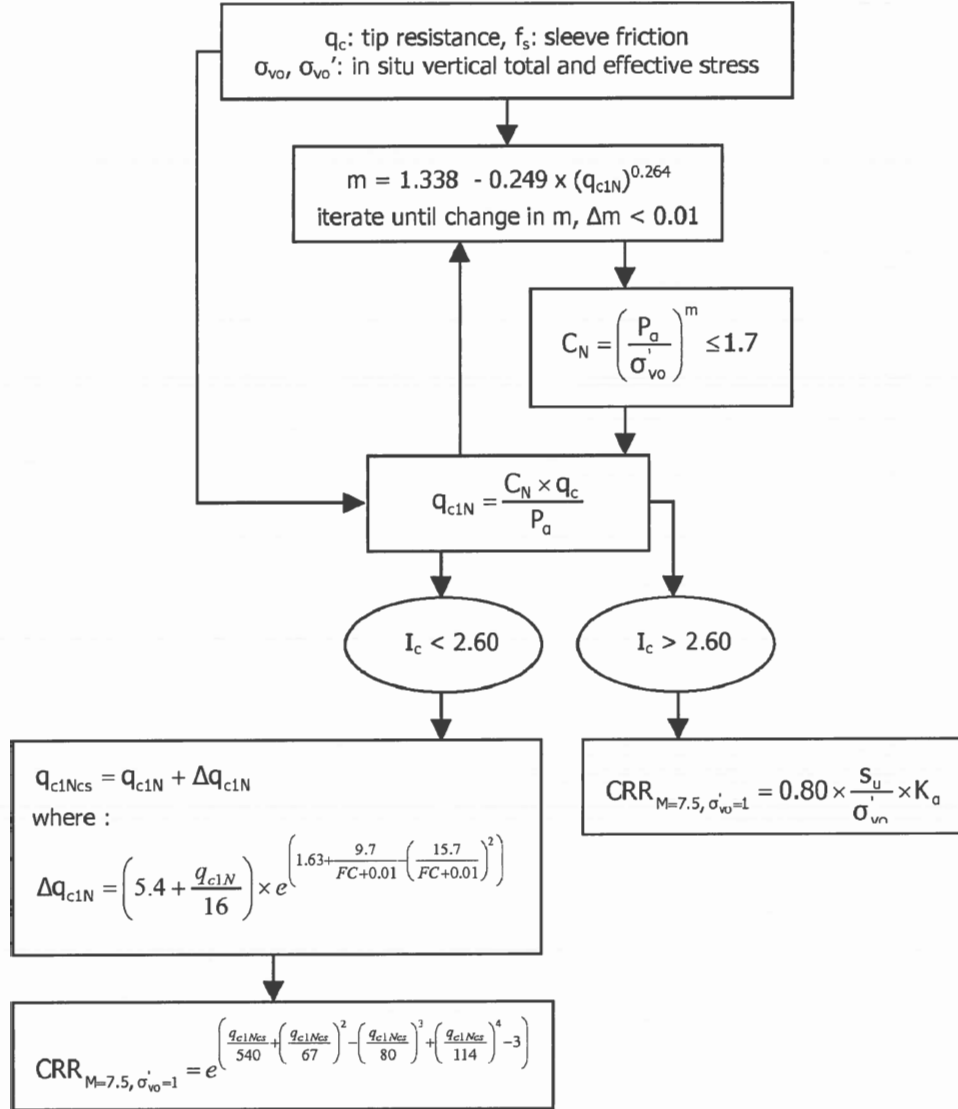 q_c: tip resistance, f_s: sleeve friction
σ_vo, σ_vo': in situ vertical total and effective stress
m = 1.338 - 0.249 x (q_c1N)^0.264
iterate until change in m, Δm < 0.01
C_N = (P_a / σ'_vo)^m ≤ 1.7
q_c1N = (C_N × q_c) / P_a
I_c < 2.60
I_c > 2.60
q_c1Ncs = q_c1N + Δq_c1N
where :
Δq_c1N = (5.4 + q_c1N / 16) × e^(1.63 + 9.7 / (FC+0.01) - (15.7 / (FC+0.01))^2)
CRR_M=7.5, σ'_vo=1 = 0.80 × s_u / σ'_vo × K_α
CRR_M=7.5, σ'_vo=1 = e^(q_c1Ncs / 540 + (q_c1Ncs / 67)^2 - (q_c1Ncs / 80)^3 + (q_c1Ncs / 114)^4 - 3)